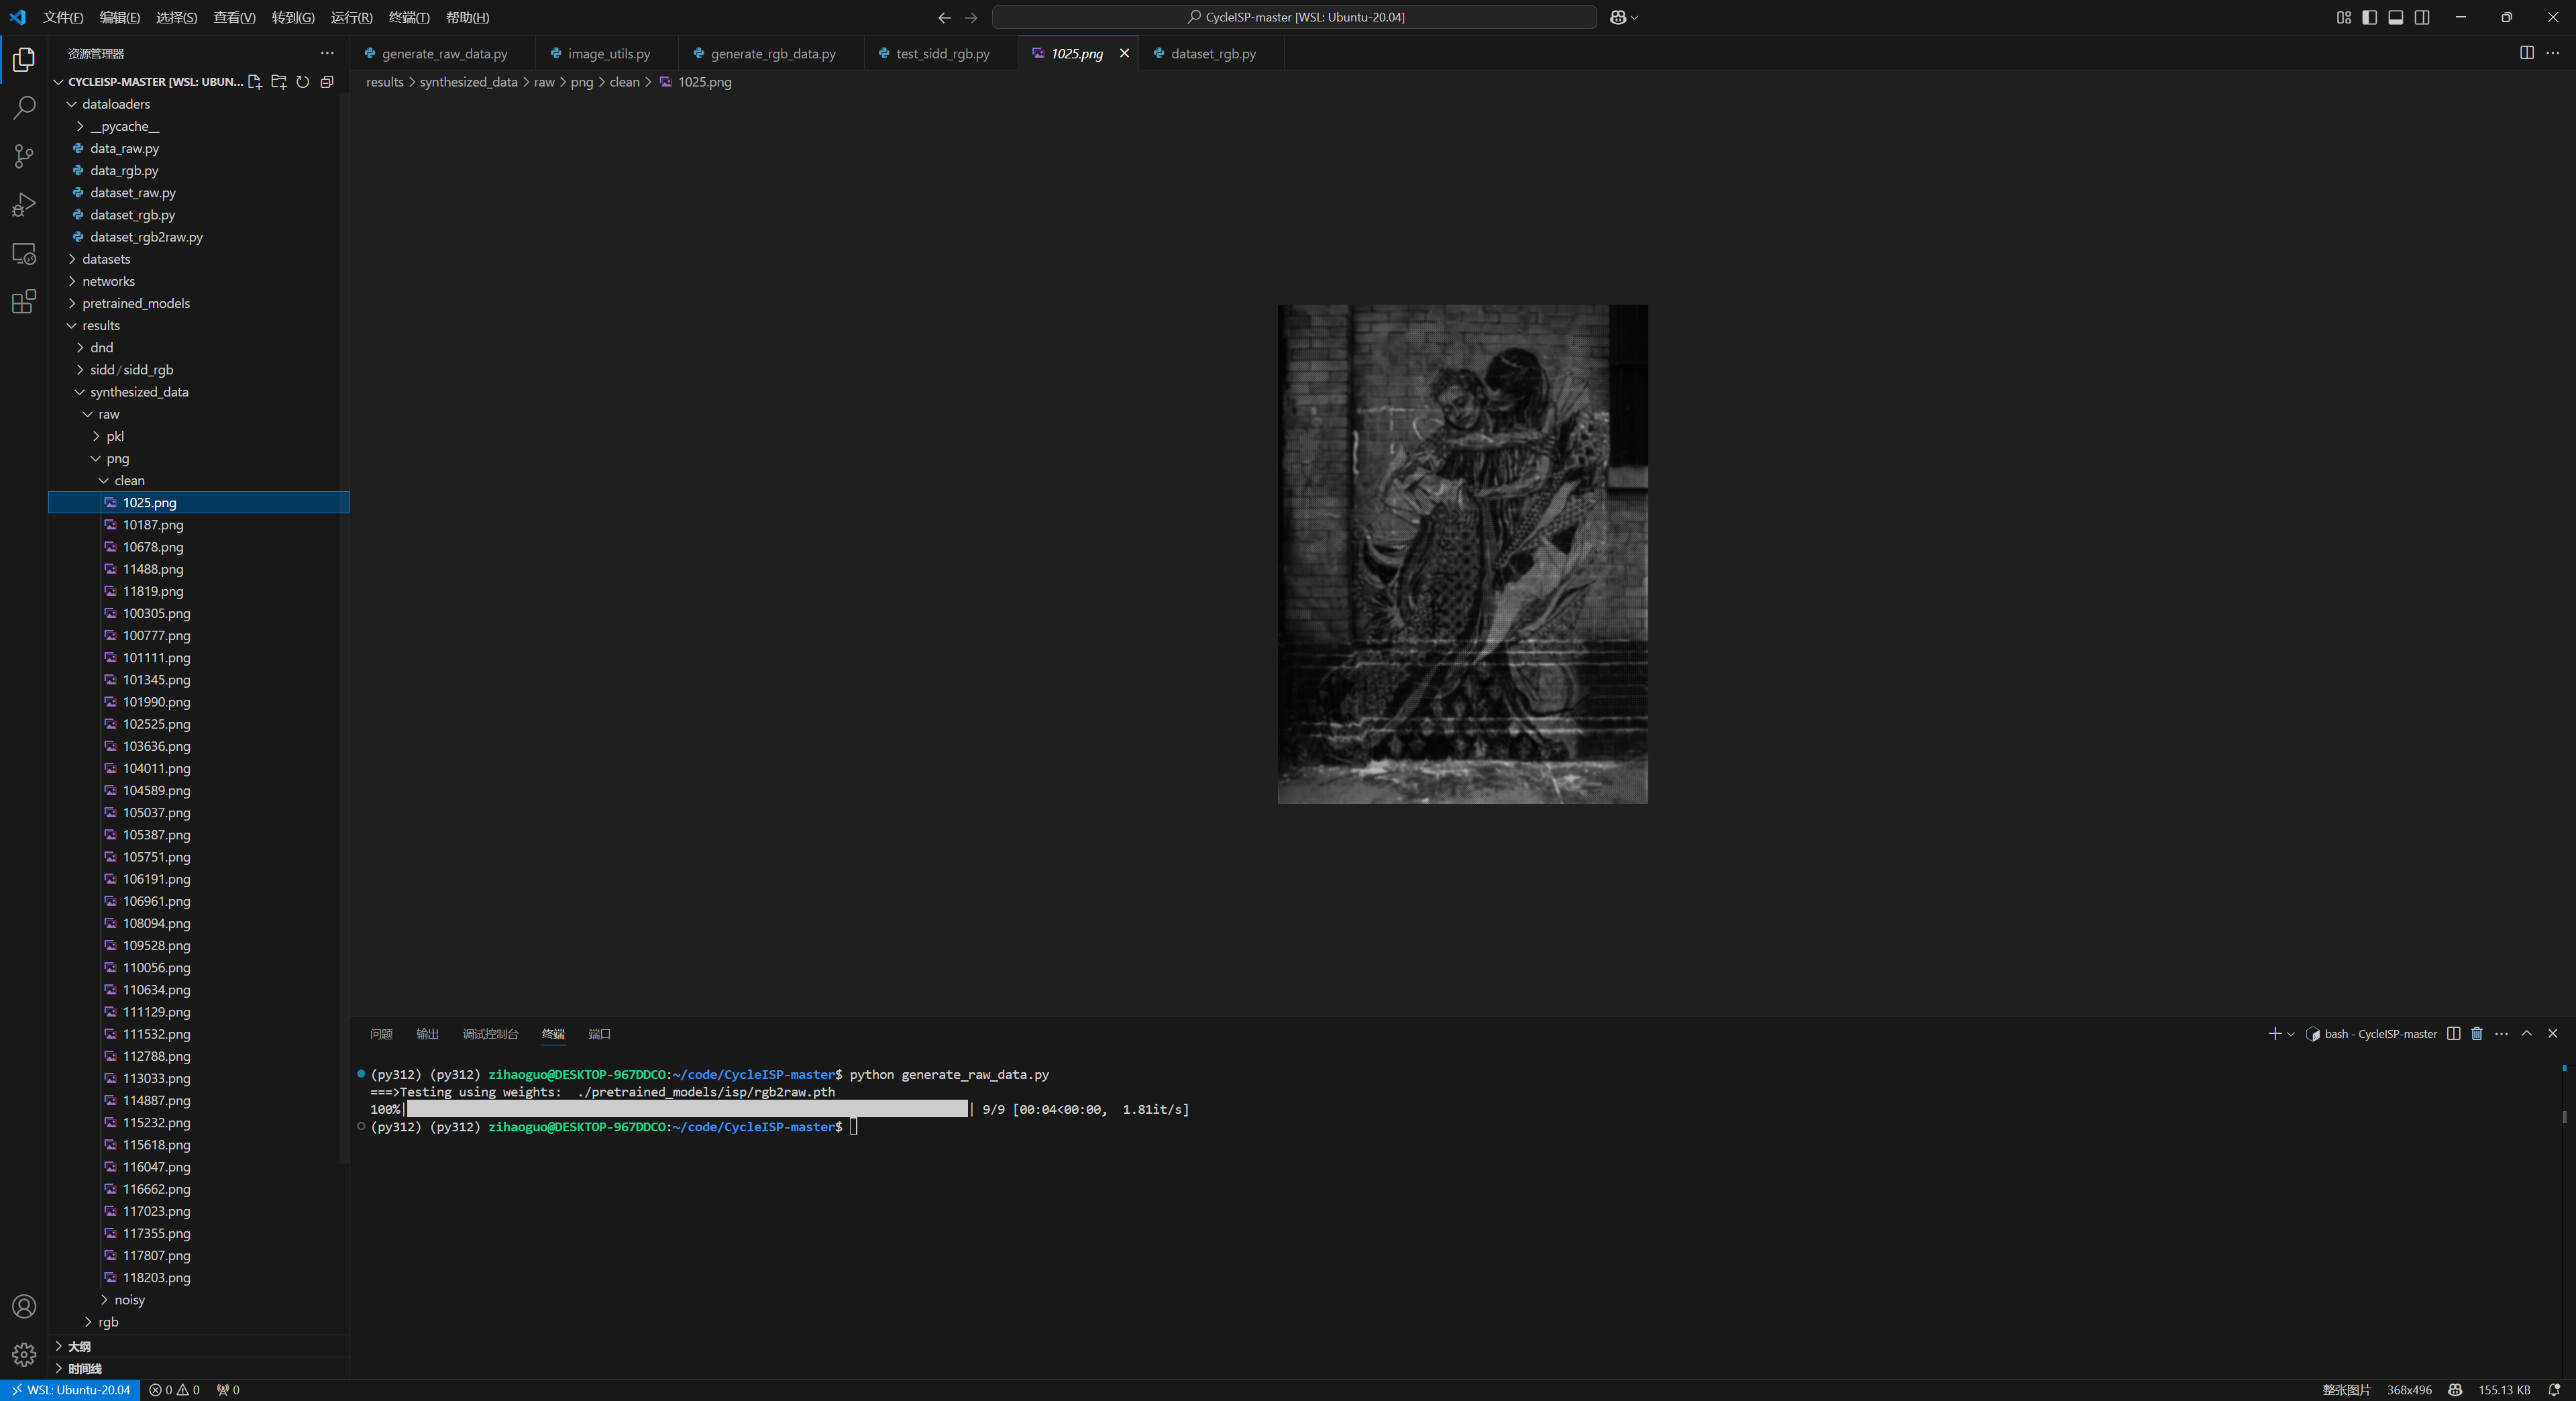 文件(F) 编辑(E) 选择(S) 查看(V) 转到(G) 运行(R) 终端(T) 帮助(H)
CycleISP-master [WSL: Ubuntu-20.04]
资源管理器
CYCLEISP-MASTER [WSL: UBUN...
dataloaders
__pycache__
data_raw.py
data_rgb.py
dataset_raw.py
dataset_rgb.py
dataset_rgb2raw.py
datasets
networks
pretrained_models
results
dnd
sidd/sidd_rgb
synthesized_data
raw
pkl
png
clean
1025.png
10187.png
10678.png
11488.png
11819.png
100305.png
100777.png
101111.png
101345.png
101990.png
102525.png
103636.png
104011.png
104589.png
105037.png
105387.png
105751.png
106191.png
106961.png
108094.png
109528.png
110056.png
110634.png
111129.png
111532.png
112788.png
113033.png
114887.png
115232.png
115618.png
116047.png
116662.png
117023.png
117355.png
117807.png
118203.png
noisy
rgb
大纲
时间线
generate_raw_data.py image_utils.py generate_rgb_data.py test_sidd_rgb.py 1025.png dataset_rgb.py
results > synthesized_data > raw > png > clean > 1025.png
问题 输出 调试控制台 终端 端口
bash - CycleISP-master
(py312) (py312) zihaoguo@DESKTOP-967DDCO:~/code/CycleISP-master$ python generate_raw_data.py
===>Testing using weights: ./pretrained_models/isp/rgb2raw.pth
100%| | 9/9 [00:04<00:00, 1.81it/s]
(py312) (py312) zihaoguo@DESKTOP-967DDCO:~/code/CycleISP-master$
WSL: Ubuntu-20.04 0 0 0
整张图片 368x496 155.13 KB